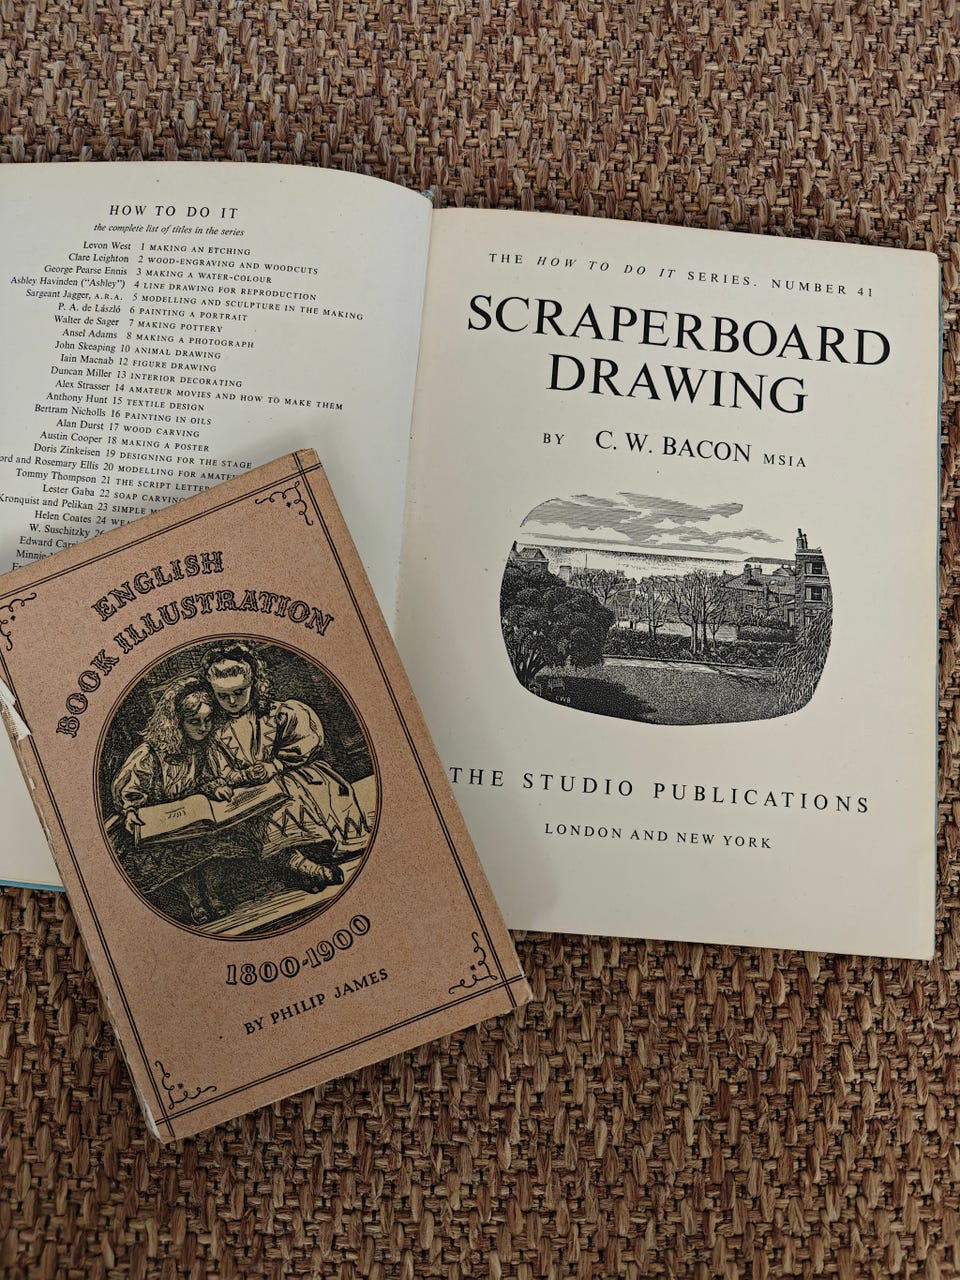 HOW TO DO IT
the complete list of titles in the series
Levon West 1 MAKING AN ETCHING
Clare Leighton 2 WOOD-ENGRAVING AND WOODCUTS
George Pearse Ennis 3 MAKING A WATER-COLOUR
Ashley Havinden ("Ashley") 4 LINE DRAWING FOR REPRODUCTION
Sargeant Jagger, A.R.A. 5 MODELLING AND SCULPTURE IN THE MAKING
P. A. de László 6 PAINTING A PORTRAIT
Walter de Sager 7 MAKING POTTERY
Ansel Adams 8 MAKING A PHOTOGRAPH
John Skeaping 10 ANIMAL DRAWING
Iain Macnab 12 FIGURE DRAWING
Duncan Miller 13 INTERIOR DECORATING
Alex Strasser 14 AMATEUR MOVIES AND HOW TO MAKE THEM
Anthony Hunt 15 TEXTILE DESIGN
Bertram Nicholls 16 PAINTING IN OILS
Alan Durst 17 WOOD CARVING
Austin Cooper 18 MAKING A POSTER
Doris Zinkeisen 19 DESIGNING FOR THE STAGE
and Rosemary Ellis 20 MODELLING FOR
Tommy Thompson 21 THE SCRIPT
Lester Gaba 22 SOAP
Kronquist and Pelikan 23 SIMPLE
Helen Coates 24
W. Suschitzky
Edward
THE HOW TO DO IT SERIES. NUMBER 41
SCRAPERBOARD
DRAWING
BY C. W. BACON MSIA
CWB
THE STUDIO PUBLICATIONS
LONDON AND NEW YORK
ENGLISH
BOOK ILLUSTRATION
1800-1900
BY PHILIP JAMES